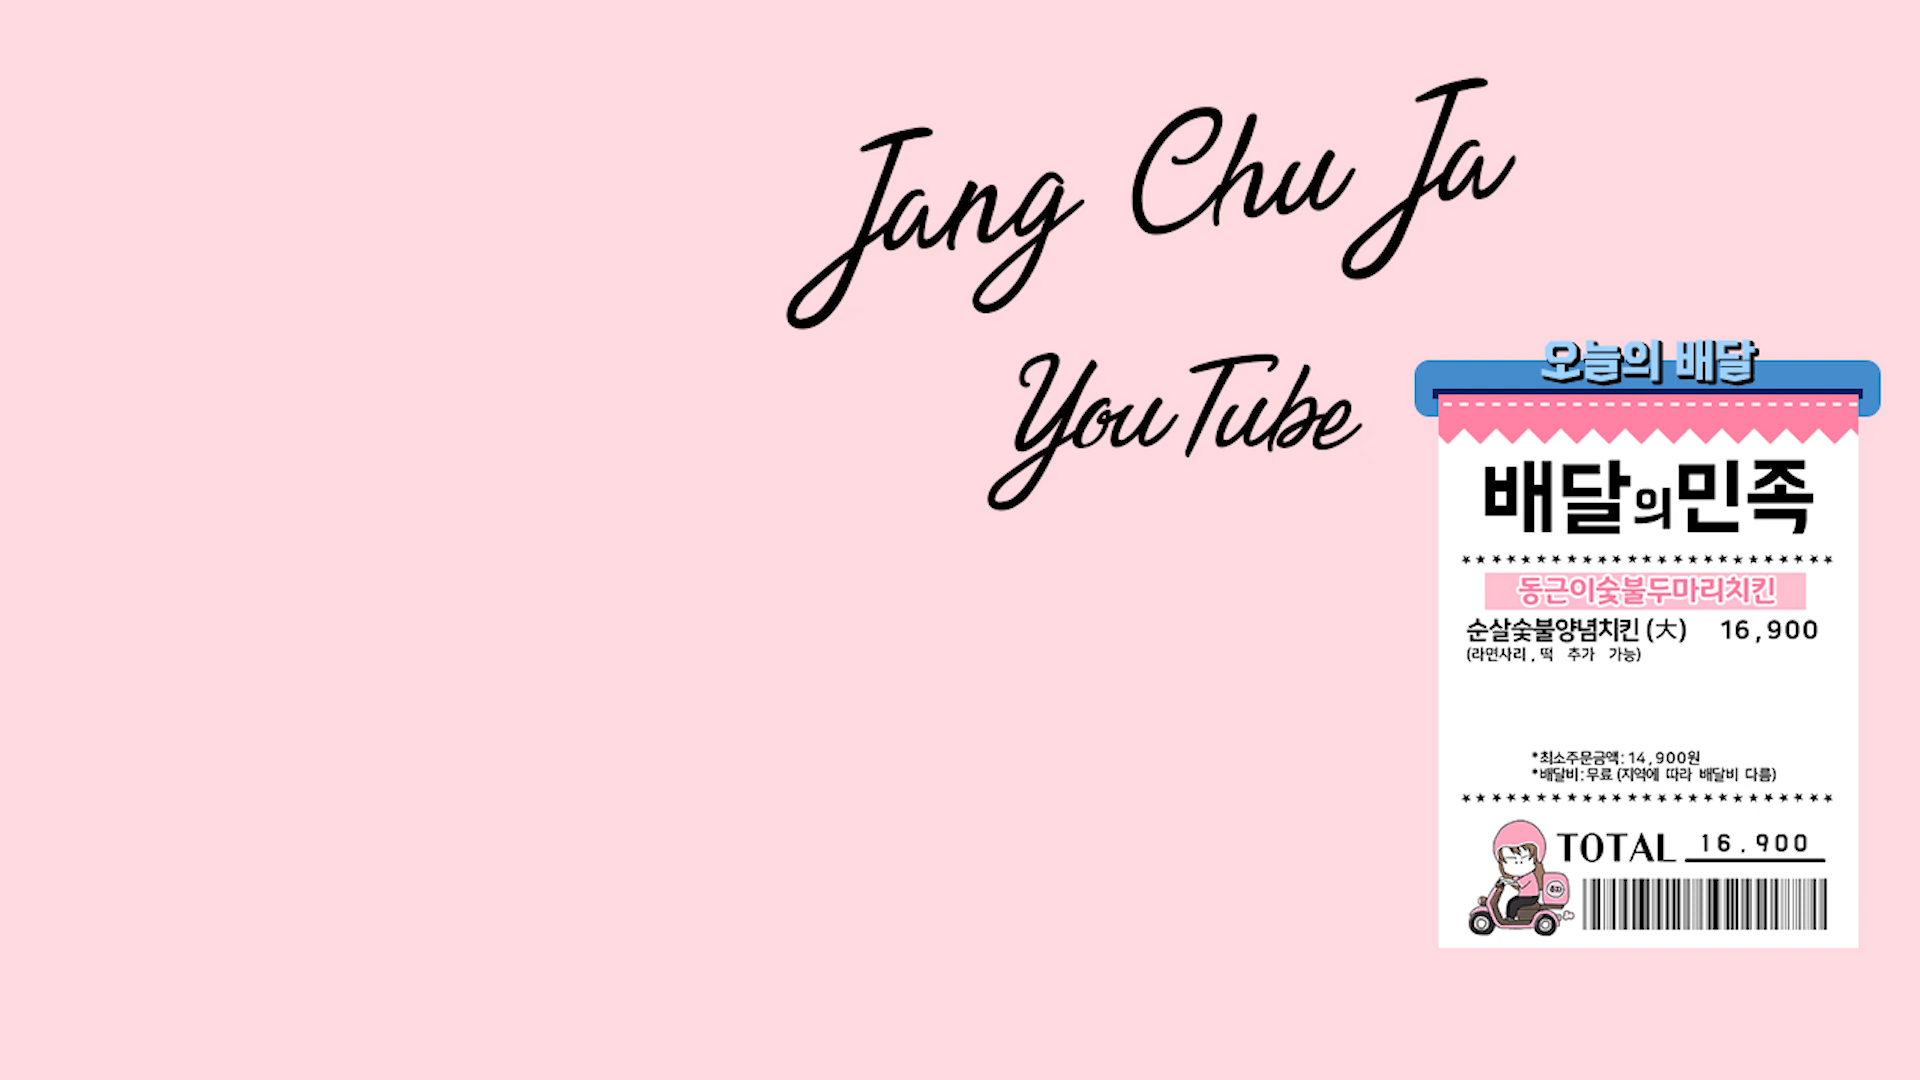 Jang Chu Ja
YouTube
오늘의 배달
배달의민족
동근이숯불두마리치킨
순살숯불양념치킨 (大) 16,900
(라면사리, 떡 추가 가능)
*최소주문금액: 14,900원
*배달비: 무료 (지역에 따라 배달비 다름)
TOTAL 16.900